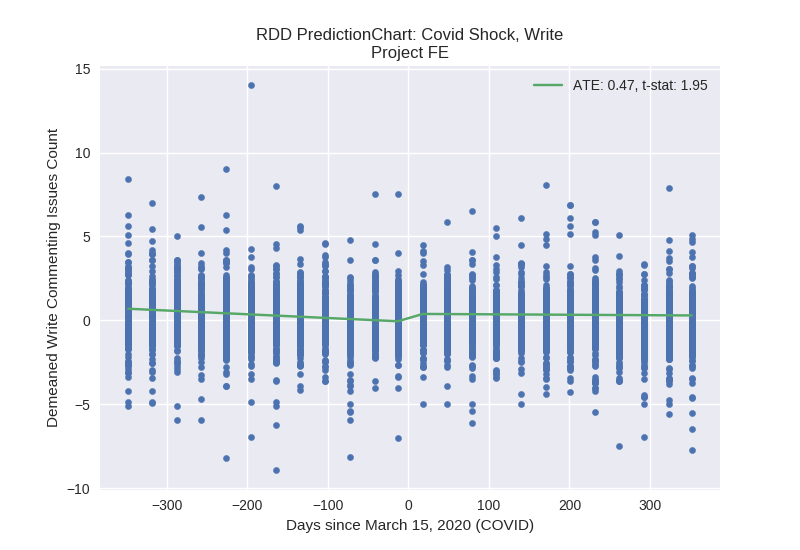 RDD PredictionChart: Covid Shock, Write
Project FE
ATE: 0.47, t-stat: 1.95
Demeaned Write Commenting Issues Count
15
10
5
0
−5
−10
−300 −200 −100 0 100 200 300
Days since March 15, 2020 (COVID)